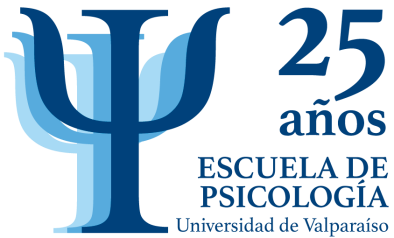 Ψ
25
años
ESCUELA DE
PSICOLOGÍA
Universidad de Valparaíso